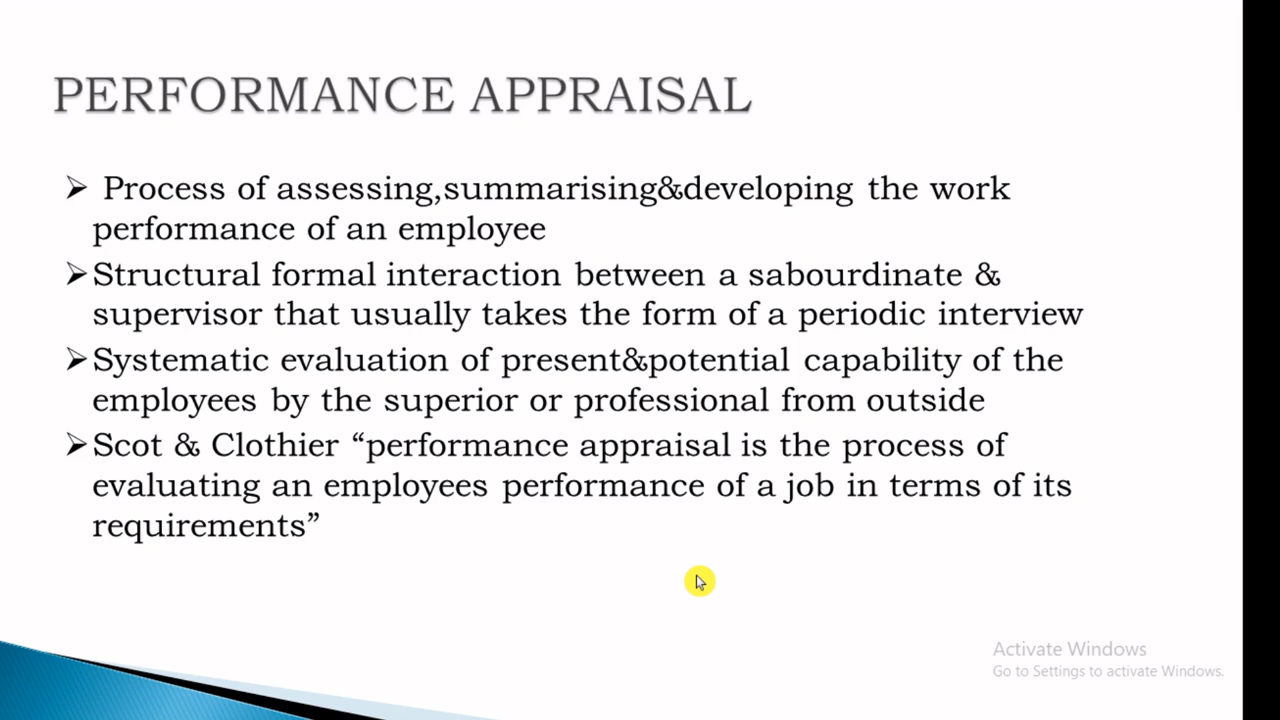 PERFORMANCE APPRAISAL
➢ Process of assessing,summarising&developing the work
performance of an employee
➢Structural formal interaction between a sabourdinate &
supervisor that usually takes the form of a periodic interview
➢Systematic evaluation of present&potential capability of the
employees by the superior or professional from outside
➢Scot & Clothier “performance appraisal is the process of
evaluating an employees performance of a job in terms of its
requirements”
Activate Windows
Go to Settings to activate Windows.